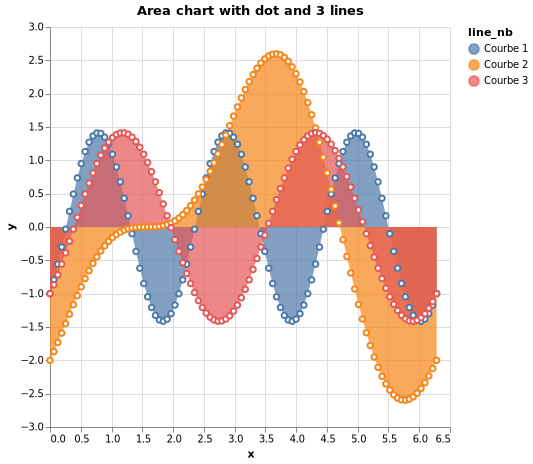 Area chart with dot and 3 lines
line_nb
Courbe 1
Courbe 2
Courbe 3
3.0
2.5
2.0
1.5
1.0
0.5
0.0
−0.5
−1.0
−1.5
−2.0
−2.5
−3.0
y
0.0 0.5 1.0 1.5 2.0 2.5 3.0 3.5 4.0 4.5 5.0 5.5 6.0 6.5
x